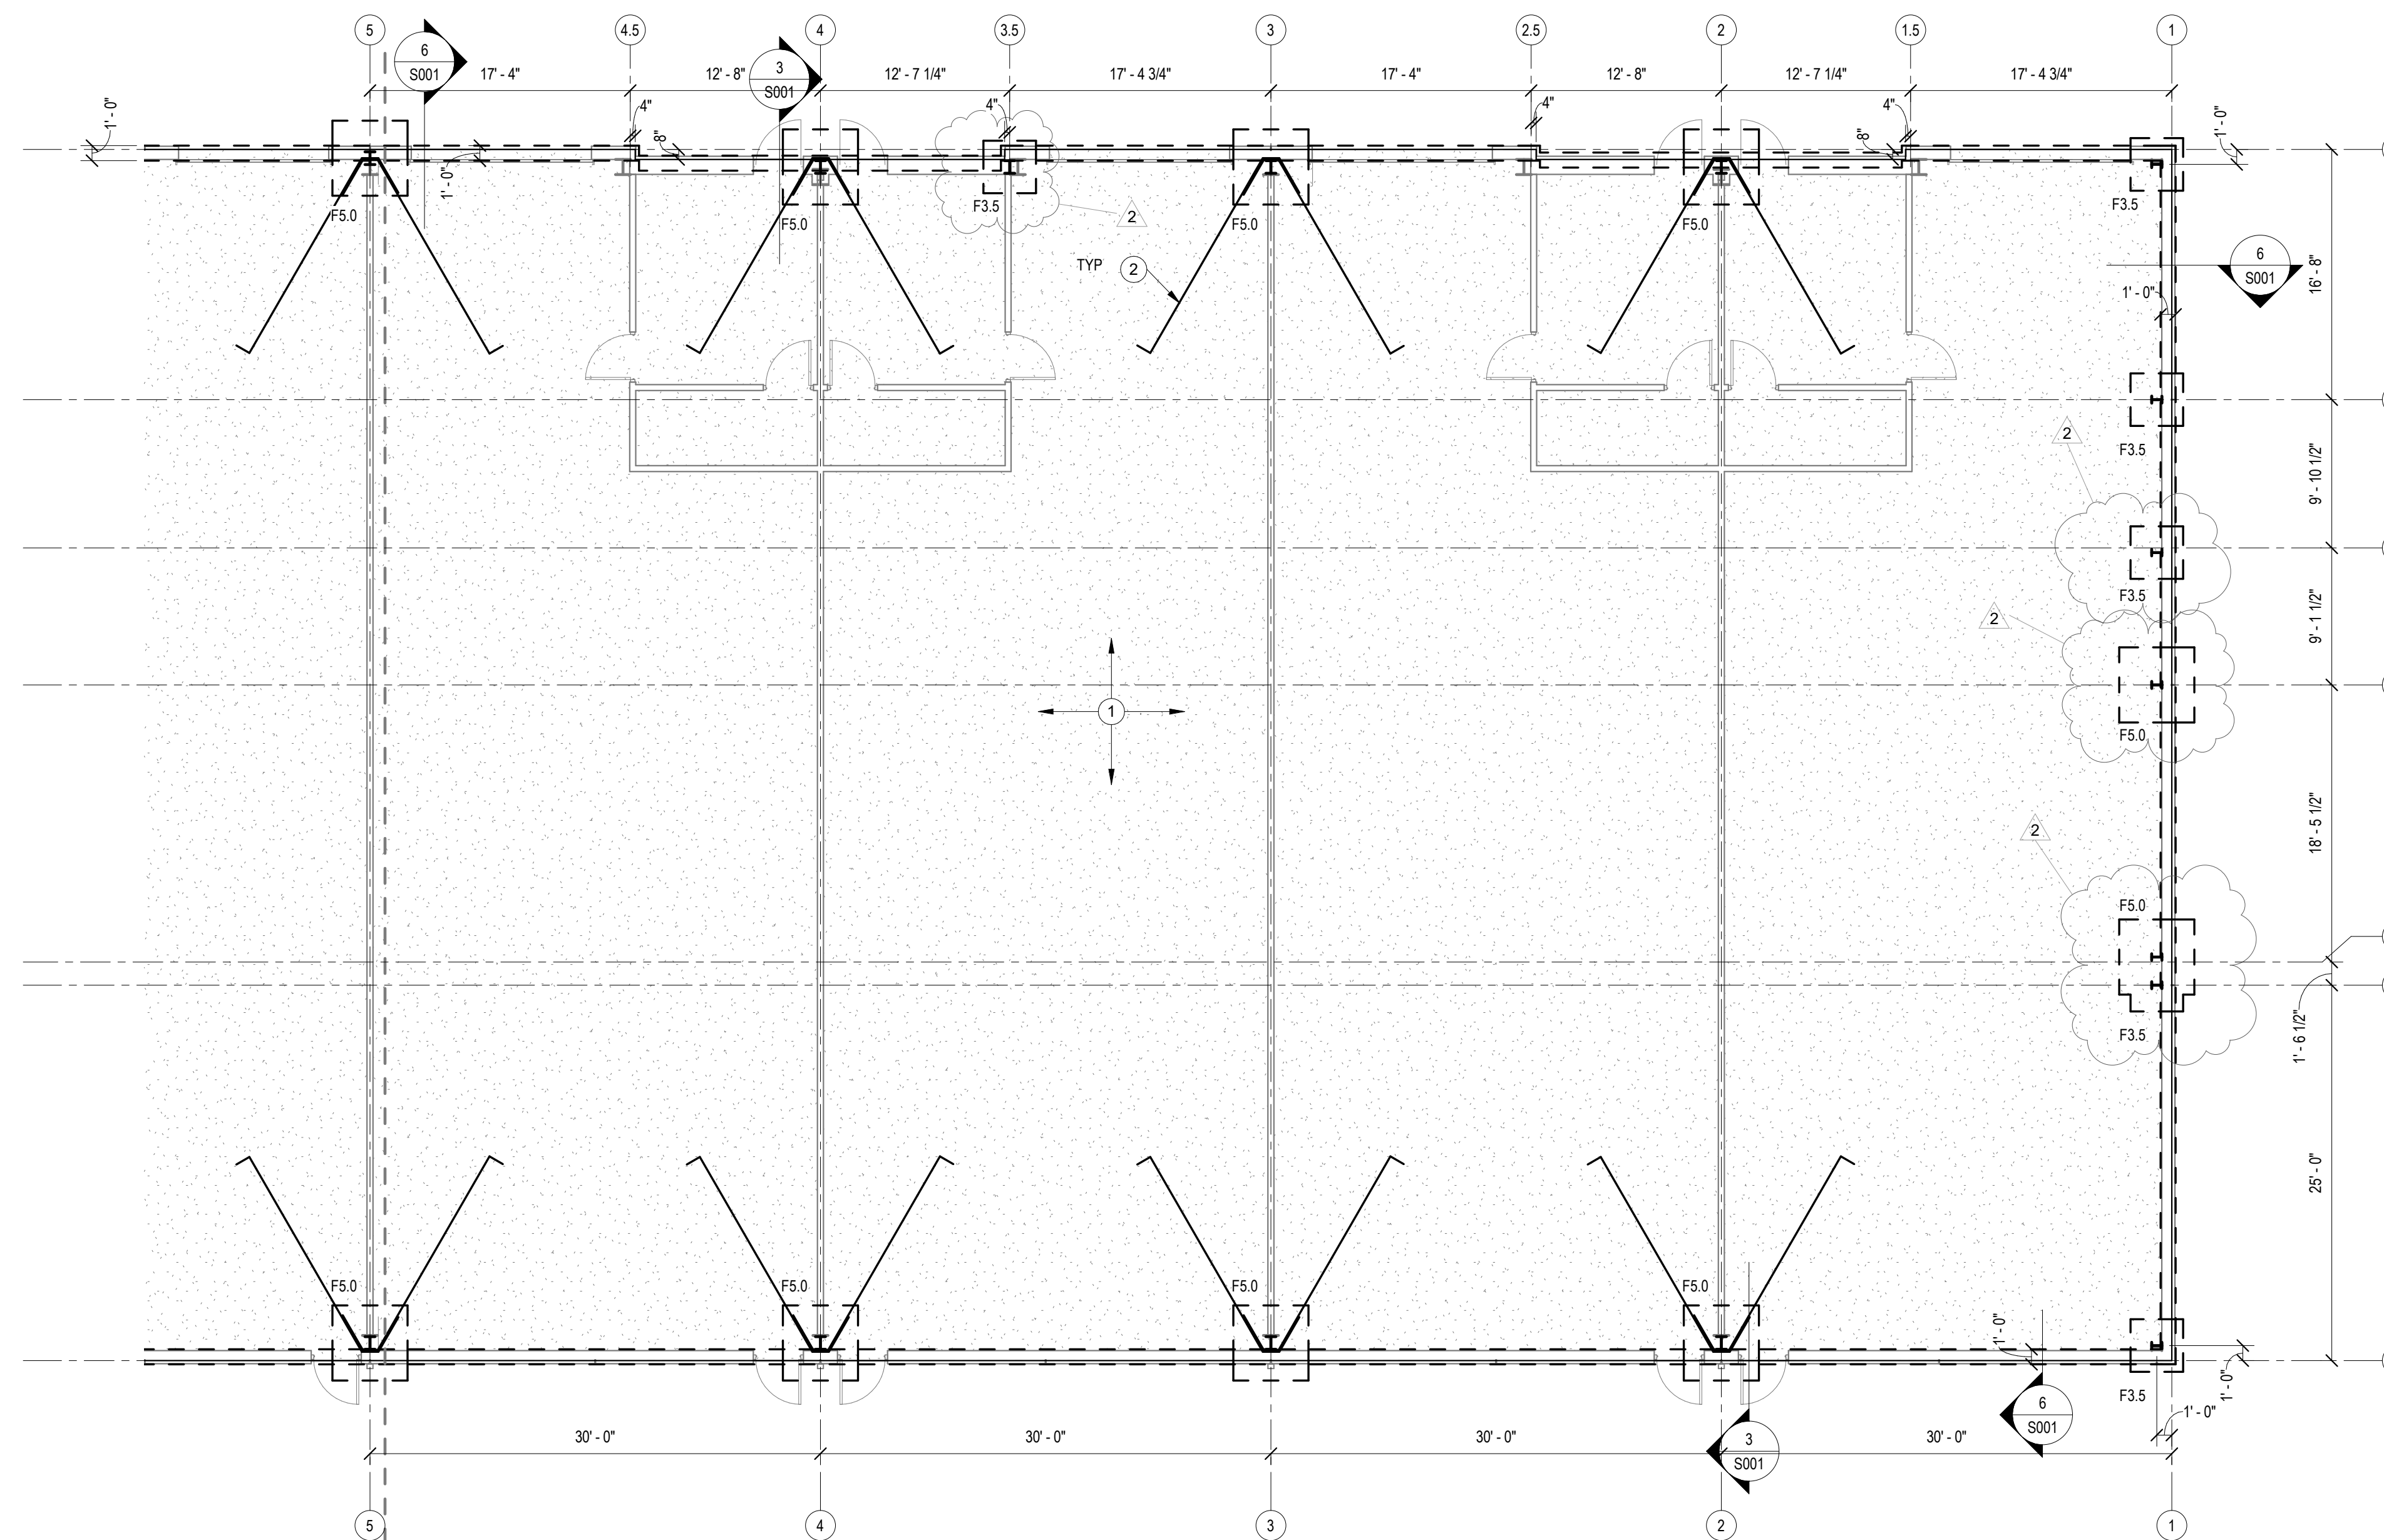 5
4.5
4
3.5
3
2.5
2
1.5
1
6
S001
3
S001
17' - 4"
12' - 8"
12' - 7 1/4"
17' - 4 3/4"
17' - 4"
12' - 8"
12' - 7 1/4"
17' - 4 3/4"
1' - 0"
4"
4"
4"
4"
1' - 0"
8"
8"
1' - 0"
F5.0
F5.0
F3.5
2
F5.0
F5.0
F3.5
TYP
2
6
S001
16' - 8"
1' - 0"
2
F3.5
9' - 10 1/2"
F3.5
2
9' - 1 1/2"
1
F5.0
2
18' - 5 1/2"
F5.0
F3.5
1' - 6 1/2"
25' - 0"
F5.0
F5.0
F5.0
F5.0
1' - 0"
F3.5
1' - 0"
1' - 0"
6
S001
3
S001
30' - 0"
30' - 0"
30' - 0"
30' - 0"
5
4
3
2
1